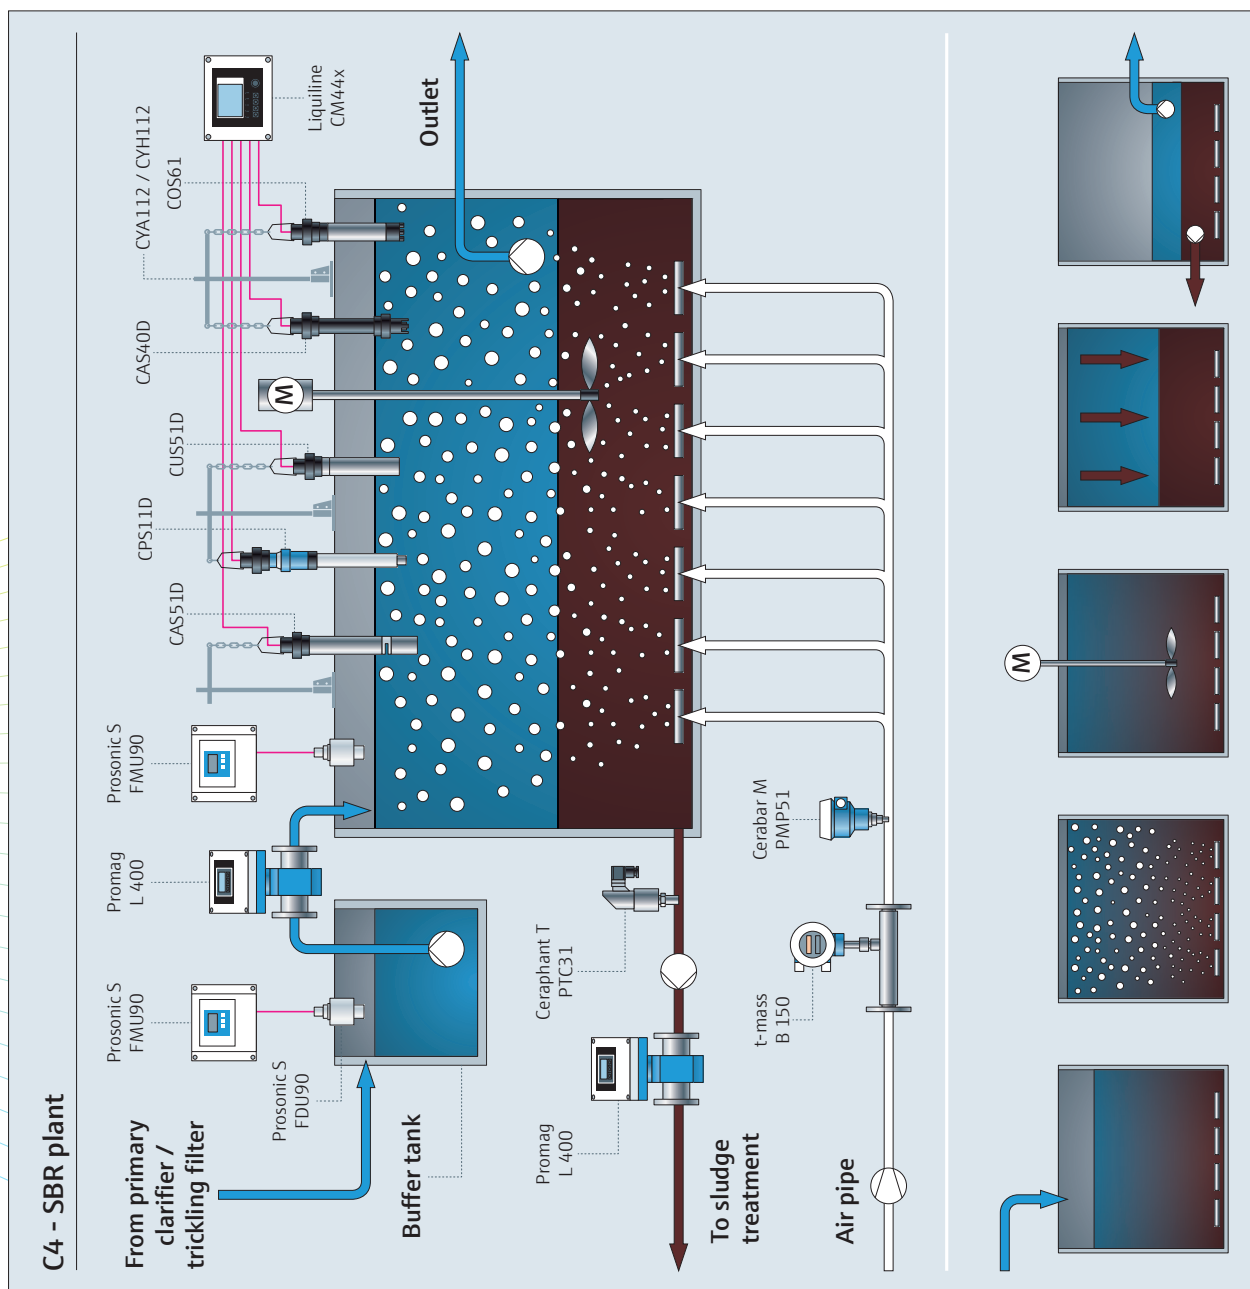 C4 - SBR plant
From primary
clarifier /
trickling filter
Buffer tank
Prosonic S
FDU90
Prosonic S
FMU90
Promag
L 400
Prosonic S
FMU90
CAS51D
CPS11D
CUS51D
CAS40D
CYA112 / CYH112
COS61
Liquiline
CM44x
M
Outlet
Ceraphant T
PTC31
Promag
L 400
To sludge
treatment
Cerabar M
PMP51
t-mass
B 150
Air pipe
M